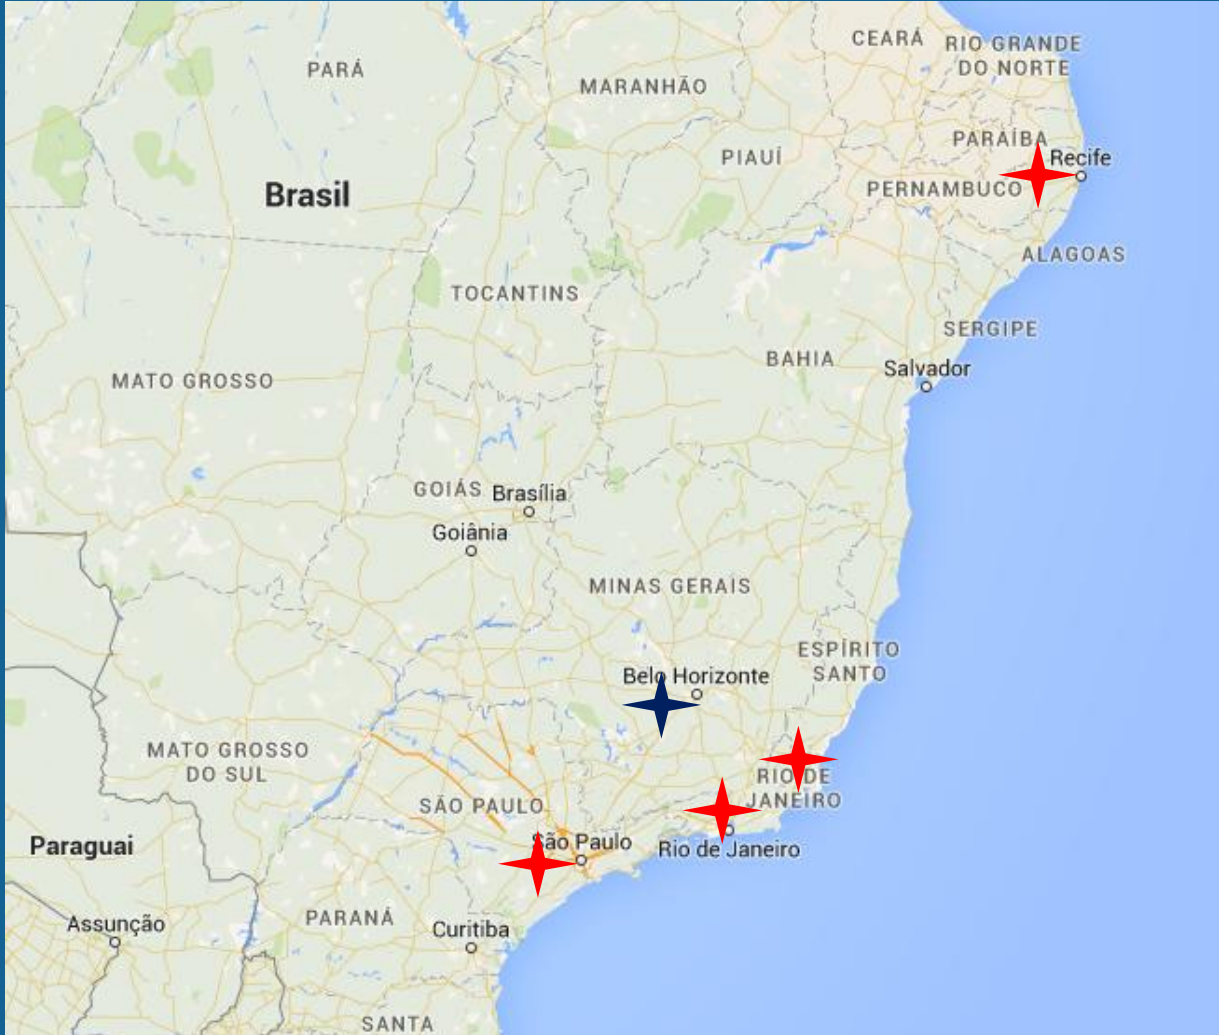 CEARÁ
RIO GRANDE
DO NORTE
PARÁ
MARANHÃO
PARAÍBA
PIAUÍ
Recife
Brasil
PERNAMBUCO
ALAGOAS
TOCANTINS
SERGIPE
BAHIA
Salvador
MATO GROSSO
GOIÁS
Brasília
Goiânia
MINAS GERAIS
ESPÍRITO
SANTO
Belo Horizonte
MATO GROSSO
DO SUL
RIO DE
JANEIRO
SÃO PAULO
São Paulo
Rio de Janeiro
Paraguai
PARANÁ
Assunção
Curitiba
SANTA